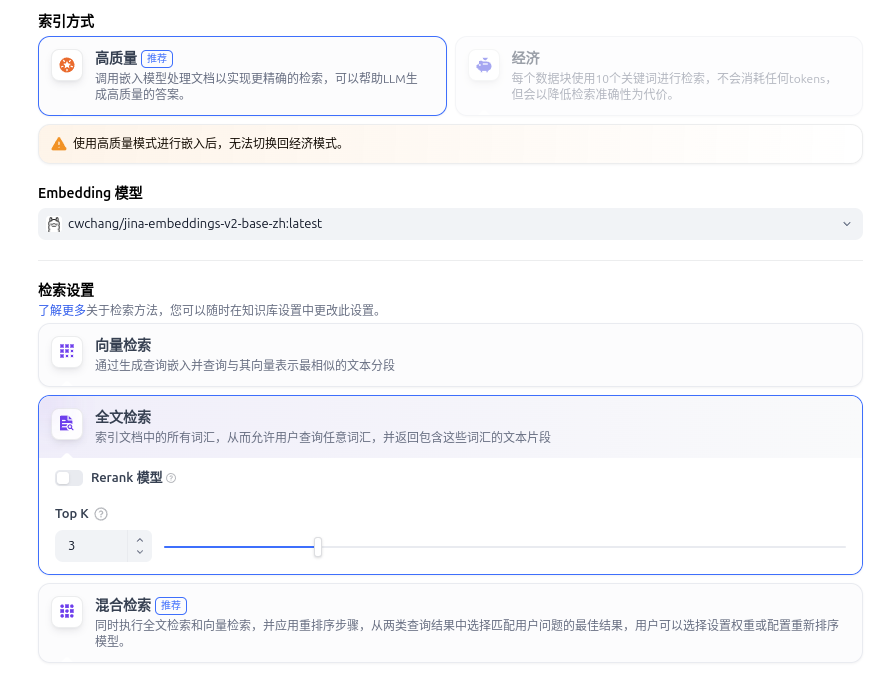 索引方式
高质量 推荐
调用嵌入模型处理文档以实现更精确的检索，可以帮助LLM生
成高质量的答案。
经济
每个数据块使用10个关键词进行检索，不会消耗任何tokens，
但会以降低检索准确性为代价。
使用高质量模式进行嵌入后，无法切换回经济模式。
Embedding 模型
cwchang/jina-embeddings-v2-base-zh:latest
检索设置
了解更多关于检索方法，您可以随时在知识库设置中更改此设置。
向量检索
通过生成查询嵌入并查询与其向量表示最相似的文本分段
全文检索
索引文档中的所有词汇，从而允许用户查询任意词汇，并返回包含这些词汇的文本片段
Rerank 模型
Top K
3
混合检索 推荐
同时执行全文检索和向量检索，并应用重排序步骤，从两类查询结果中选择匹配用户问题的最佳结果，用户可以选择设置权重或配置重新排序
模型。